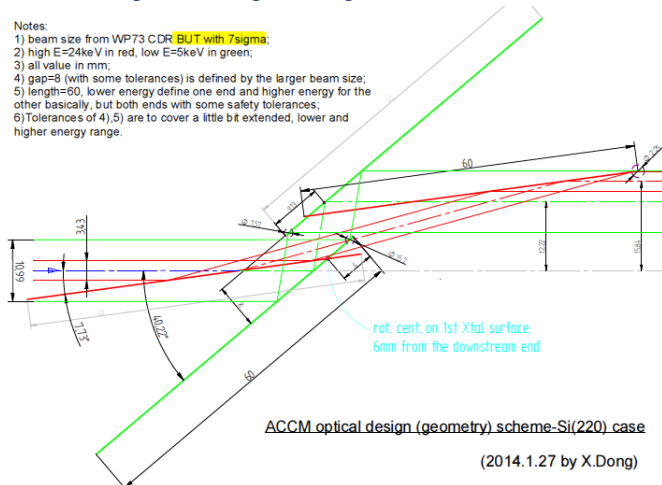 Notes:
1) beam size from WP73 CDR BUT with 7sigma;
2) high E=24keV in red, low E=5keV in green;
3) all value in mm;
4) gap=8 (with some tolerances) is defined by the larger beam size;
5) length=60, lower energy define one end and higher energy for the
other basically, but both ends with some safety tolerances;
6)Tolerances of 4),5) are to cover a little bit extended, lower and
higher energy range.
60
3.43
10.69
12.22
15.84
7.73°
40.22°
60
rot. cent. on 1st Xtal surface,
6mm from the downstream end
ACCM optical design (geometry) scheme-Si(220) case
(2014.1.27 by X.Dong)